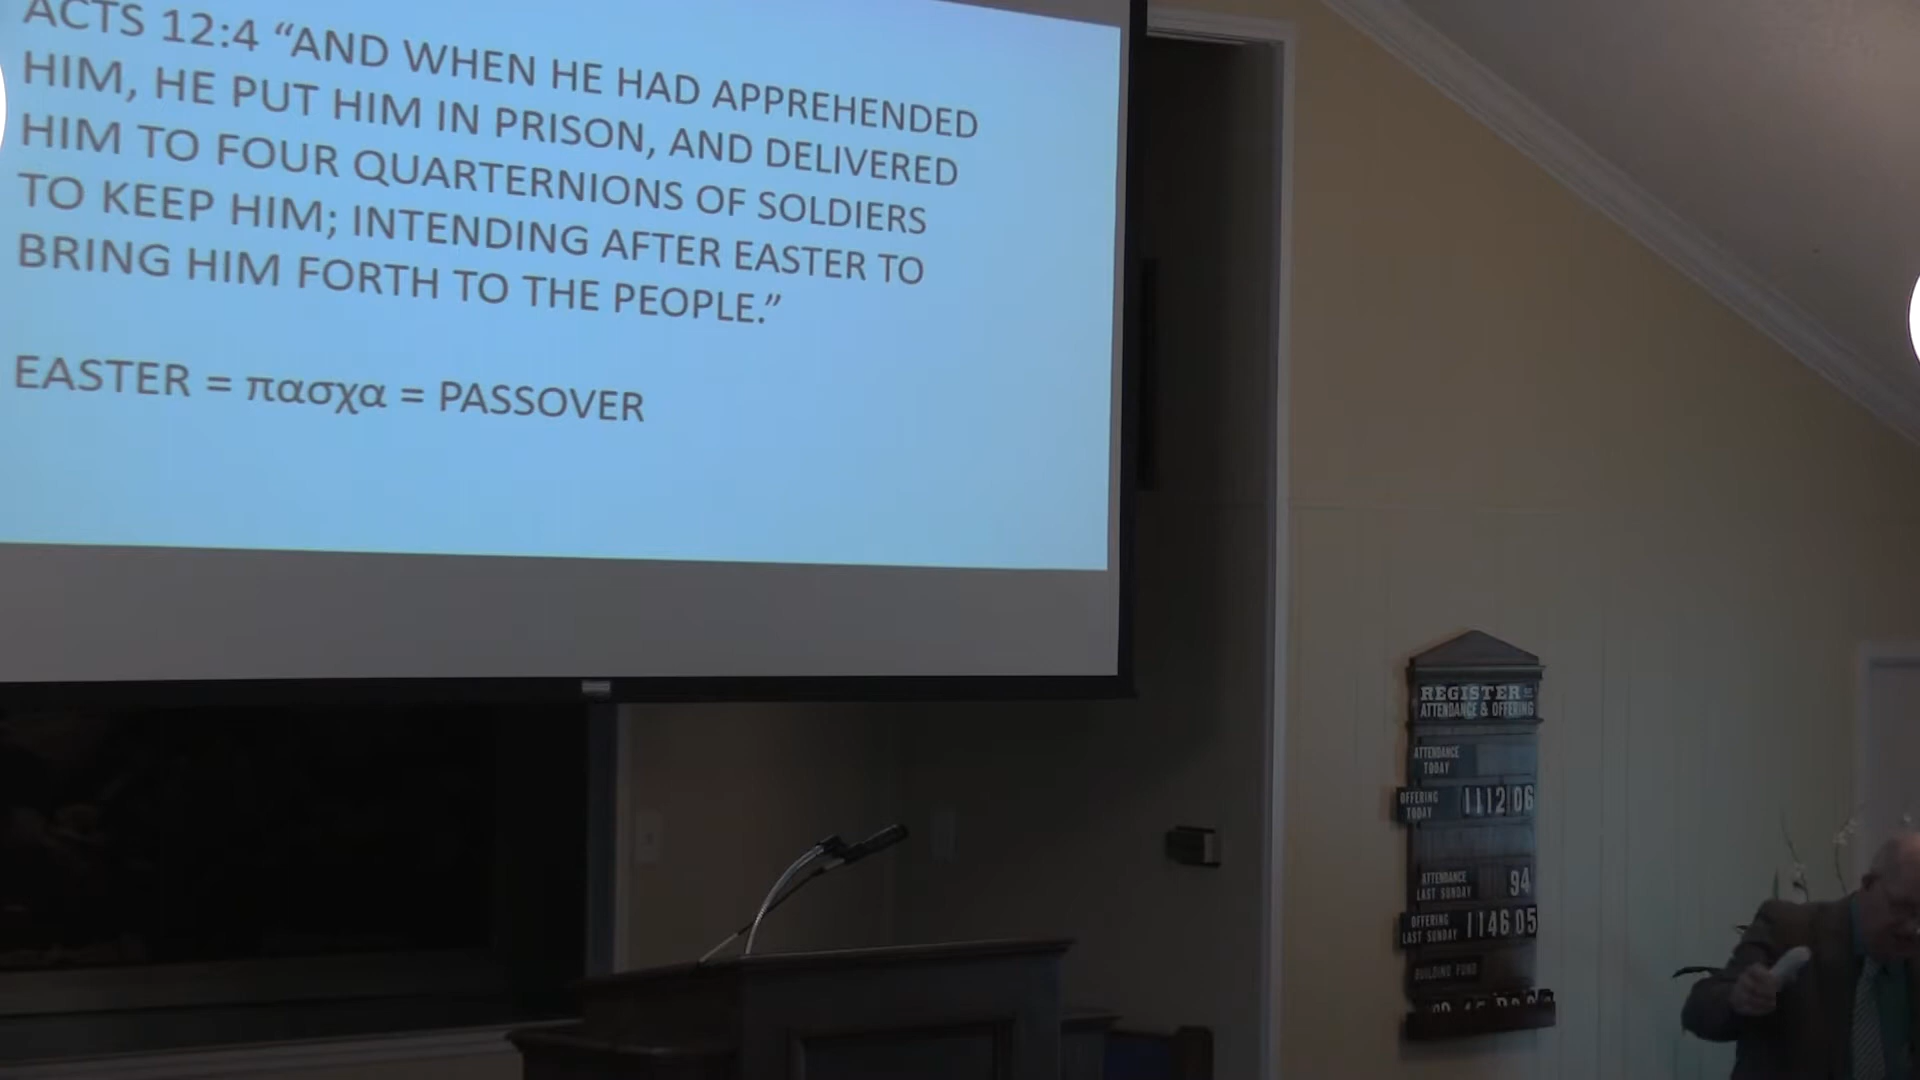 ACTS 12:4 “AND WHEN HE HAD APPREHENDED
HIM, HE PUT HIM IN PRISON, AND DELIVERED
HIM TO FOUR QUARTERNIONS OF SOLDIERS
TO KEEP HIM; INTENDING AFTER EASTER TO
BRING HIM FORTH TO THE PEOPLE.”
EASTER = πασχα = PASSOVER
REGISTER OF
ATTENDANCE & OFFERING
ATTENDANCE
TODAY
OFFERING
TODAY
1112 06
ATTENDANCE
LAST SUNDAY
94
OFFERING
LAST SUNDAY
1146 05
BUILDING FUND